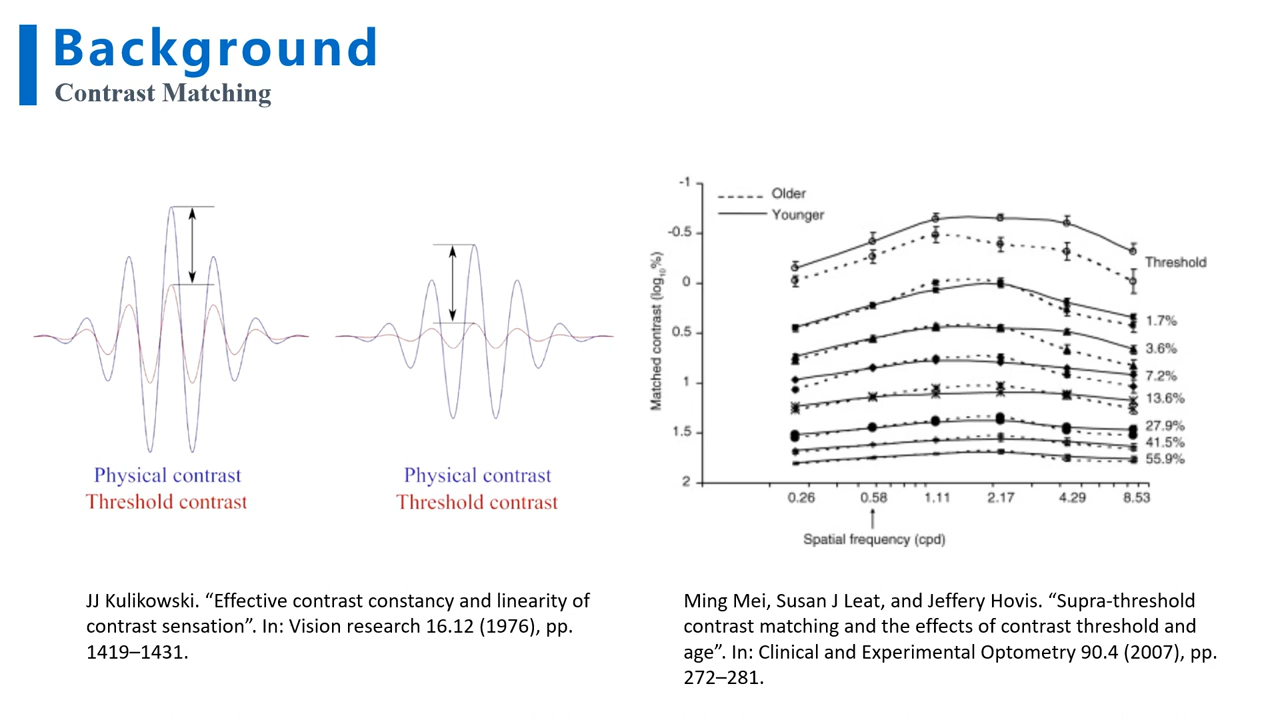 Background
Contrast Matching
Physical contrast
Threshold contrast
Physical contrast
Threshold contrast
JJ Kulikowski. “Effective contrast constancy and linearity of
contrast sensation”. In: Vision research 16.12 (1976), pp.
1419–1431.
Older
Younger
Matched contrast (log₁₀%)
-1
-0.5
0
0.5
1
1.5
2
Threshold
1.7%
3.6%
7.2%
13.6%
27.9%
41.5%
55.9%
0.26 0.58 1.11 2.17 4.29 8.53
Spatial frequency (cpd)
Ming Mei, Susan J Leat, and Jeffery Hovis. “Supra-threshold
contrast matching and the effects of contrast threshold and
age”. In: Clinical and Experimental Optometry 90.4 (2007), pp.
272–281.